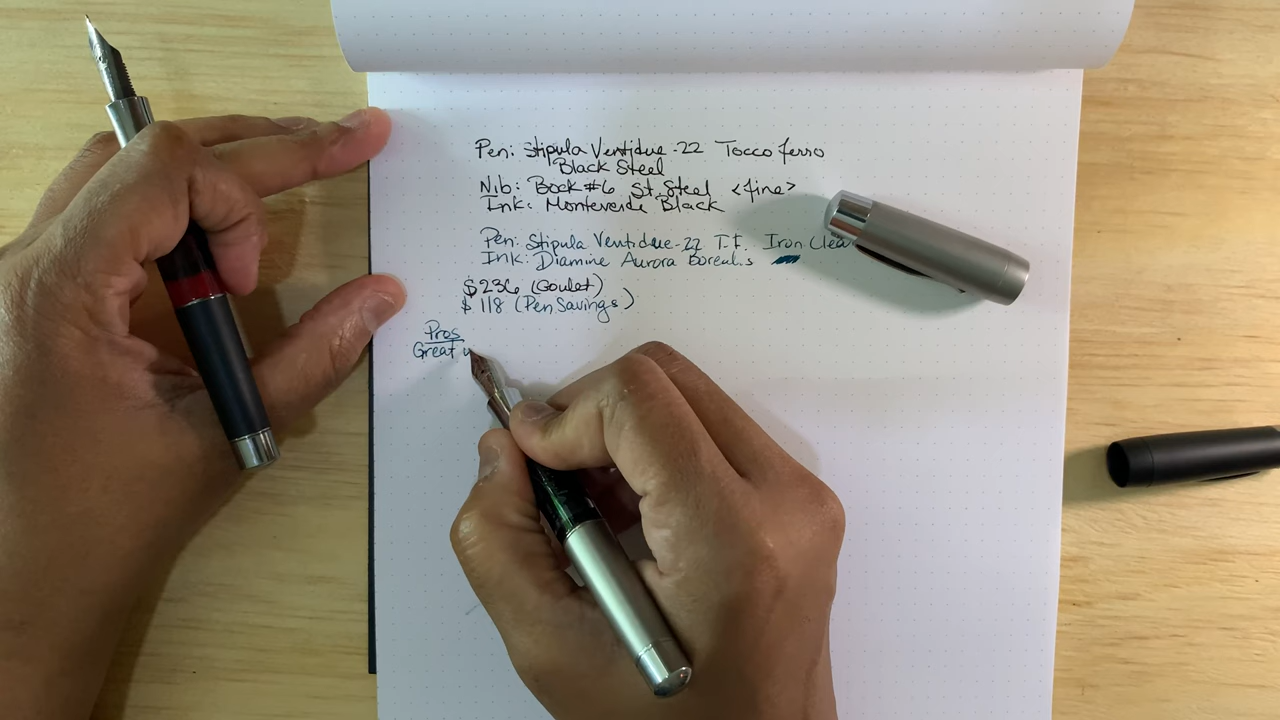 Pen: Stipula Ventidue-22 Tocco ferro
Black Steel
Nib: Bock #6 St. Steel <fine>
Ink: Monteverde Black
Pen: Stipula Ventidue-22 T.F. Iron Clea
Ink: Diamine Aurora Borealis
$236 (Goulet)
$118 (Pen Savings)
Pros
Great